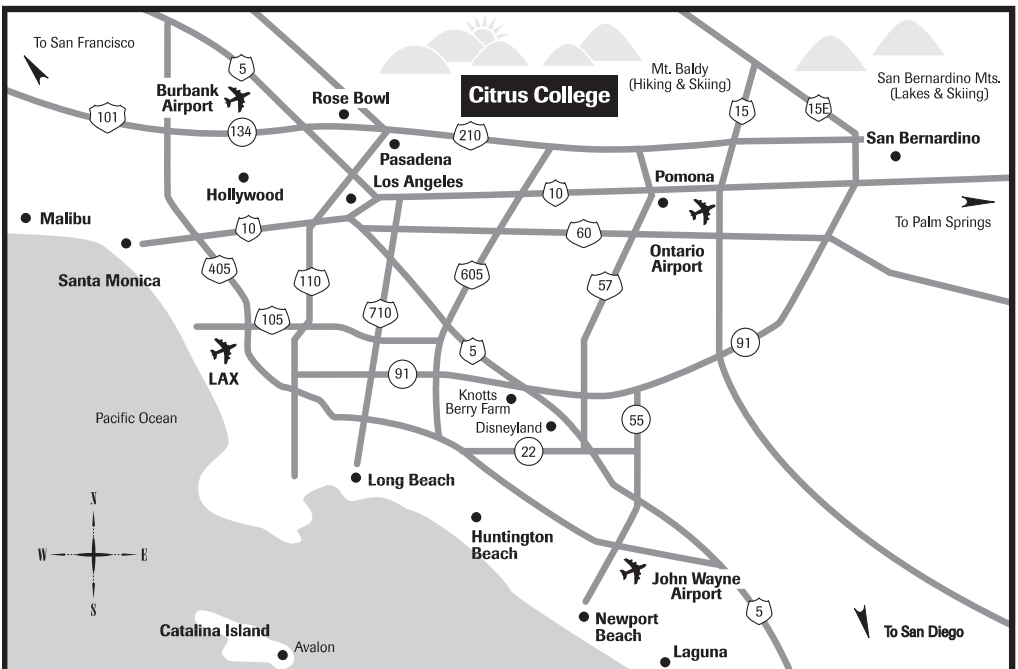 To San Francisco
5
Burbank
Airport
101
134
Rose Bowl
Citrus College
Mt. Baldy
(Hiking & Skiing)
San Bernardino Mts.
(Lakes & Skiing)
15
15E
210
San Bernardino
Pasadena
Los Angeles
Hollywood
Pomona
10
To Palm Springs
Malibu
10
60
Ontario
Airport
Santa Monica
405
110
605
57
105
710
91
5
LAX
91
Knotts
Berry Farm
Disneyland
55
Pacific Ocean
22
Long Beach
N
W
E
S
Huntington
Beach
John Wayne
Airport
5
Newport
Beach
To San Diego
Catalina Island
Avalon
Laguna